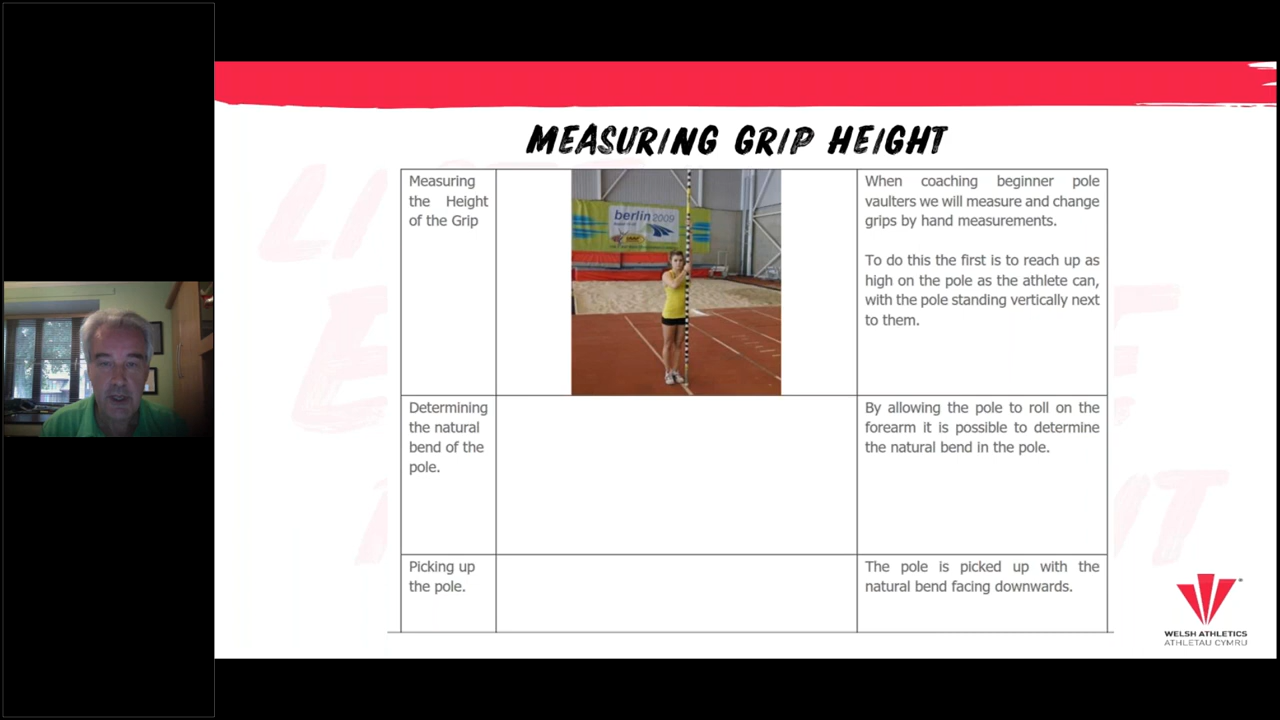 MEASURING GRIP HEIGHT
Measuring
the Height
of the Grip
berlin 2009
When coaching beginner pole
vaulters we will measure and change
grips by hand measurements.
To do this the first is to reach up as
high on the pole as the athlete can,
with the pole standing vertically next
to them.
Determining
the natural
bend of the
pole.
By allowing the pole to roll on the
forearm it is possible to determine
the natural bend in the pole.
Picking up
the pole.
The pole is picked up with the
natural bend facing downwards.
WELSH ATHLETICS
ATHLETAU CYMRU